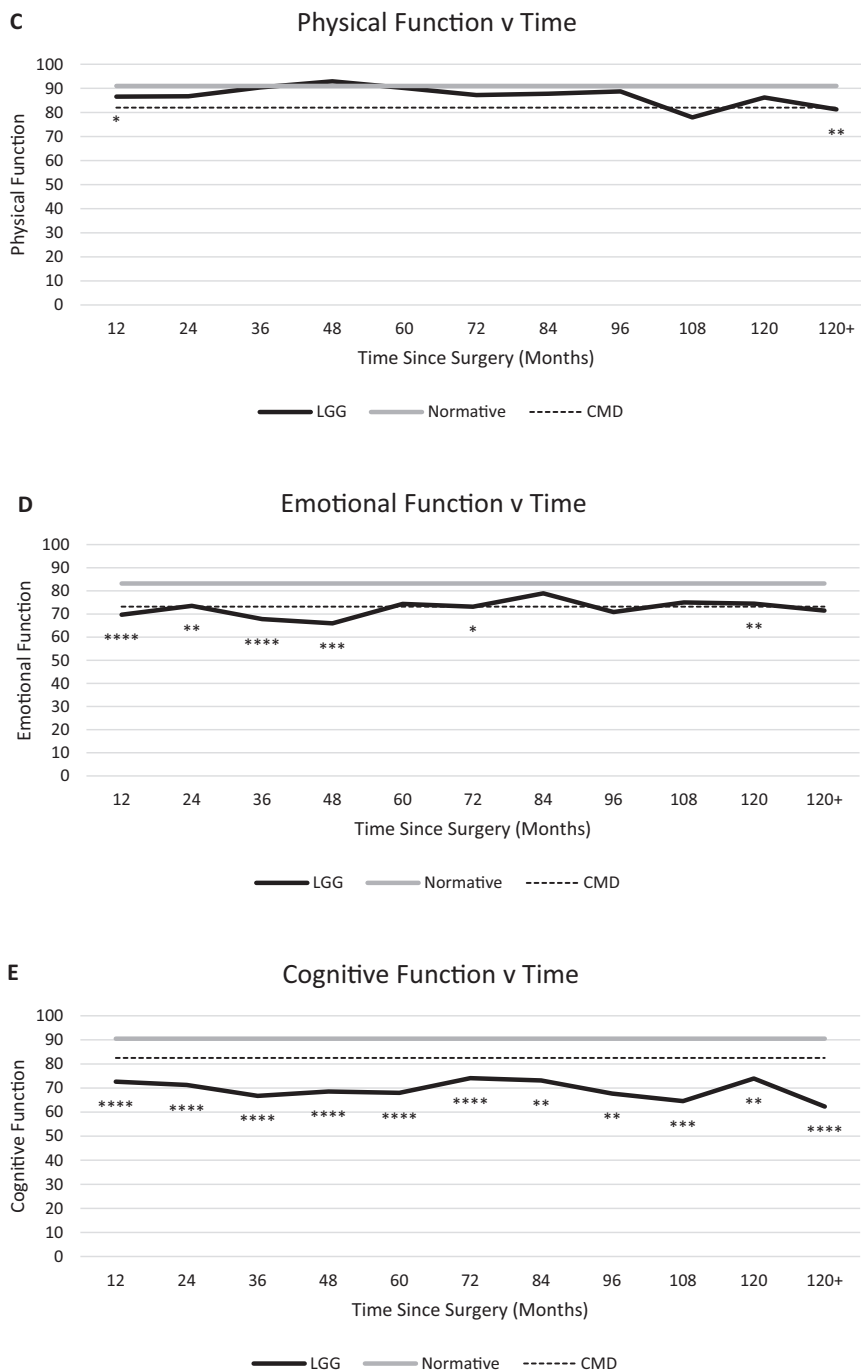 C
Physical Function v Time
Physical Function
100
90
80
70
60
50
40
30
20
10
0
*
**
12 24 36 48 60 72 84 96 108 120 120+
Time Since Surgery (Months)
LGG Normative CMD
D
Emotional Function v Time
Emotional Function
100
90
80
70
60
50
40
30
20
10
0
**** ** **** *** * **
12 24 36 48 60 72 84 96 108 120 120+
Time Since Surgery (Months)
LGG Normative CMD
E
Cognitive Function v Time
Cognitive Function
100
90
80
70
60
50
40
30
20
10
0
**** **** **** **** **** **** ** ** *** ** ****
12 24 36 48 60 72 84 96 108 120 120+
Time Since Surgery (Months)
LGG Normative CMD